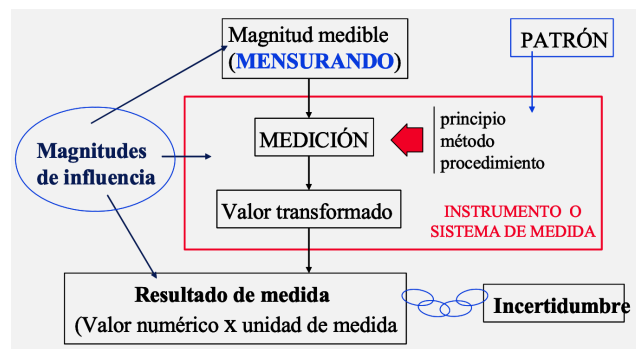 Magnitud medible
(MENSURANDO)
PATRÓN
MEDICIÓN
principio
método
procedimiento
Magnitudes
de influencia
Valor transformado
INSTRUMENTO O
SISTEMA DE MEDIDA
Resultado de medida
(Valor numérico x unidad de medida
Incertidumbre